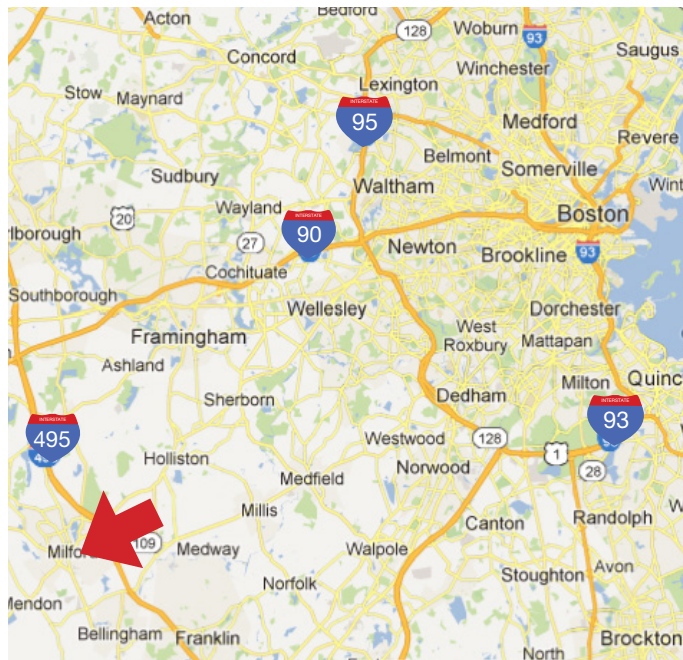 Bedford
Acton
128
Woburn
93
Saugus
Concord
Winchester
Lexington
Stow
Maynard
INTERSTATE
95
Medford
Revere
Belmont
Somerville
Sudbury
Waltham
Wint
Wayland
20
INTERSTATE
90
Boston
rlborough
27
Newton
Brookline
93
Cochituate
Southborough
Wellesley
Dorchester
Framingham
West
Roxbury
Mattapan
Ashland
Milton
Quinc
Sherborn
Dedham
INTERSTATE
93
INTERSTATE
495
Westwood
128
1
Holliston
Norwood
28
Medfield
Millis
Canton
Randolph
Milford
109
Medway
Walpole
Avon
Stoughton
Norfolk
Mendon
Bellingham
Franklin
Brockton
North